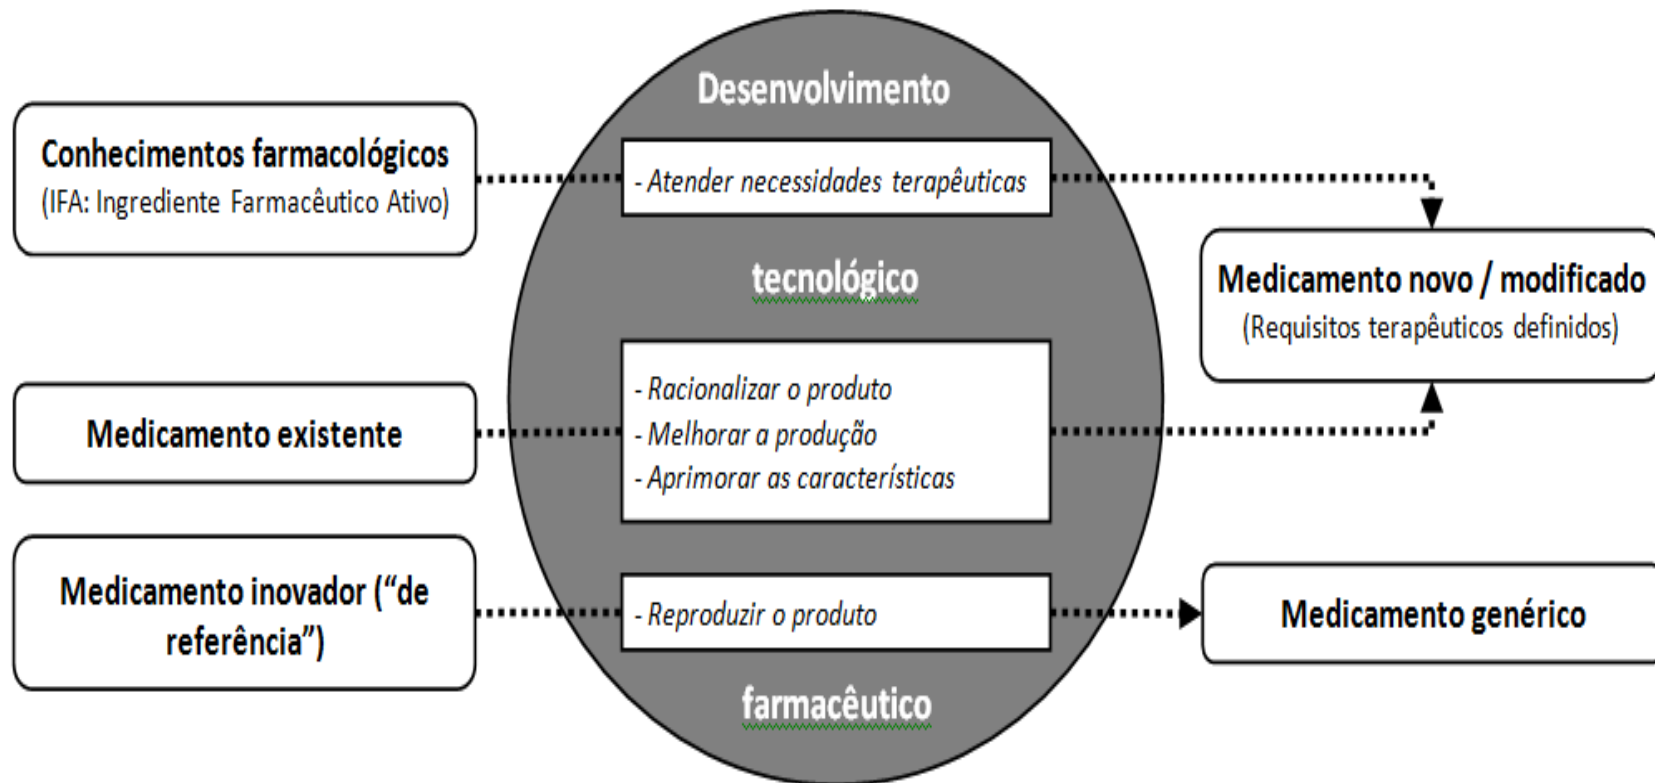 Desenvolvimento
Conhecimentos farmacológicos
(IFA: Ingrediente Farmacêutico Ativo)
- Atender necessidades terapêuticas
tecnológico
Medicamento novo / modificado
(Requisitos terapêuticos definidos)
Medicamento existente
- Racionalizar o produto
- Melhorar a produção
- Aprimorar as características
Medicamento inovador (“de
referência”)
- Reproduzir o produto
Medicamento genérico
farmacêutico